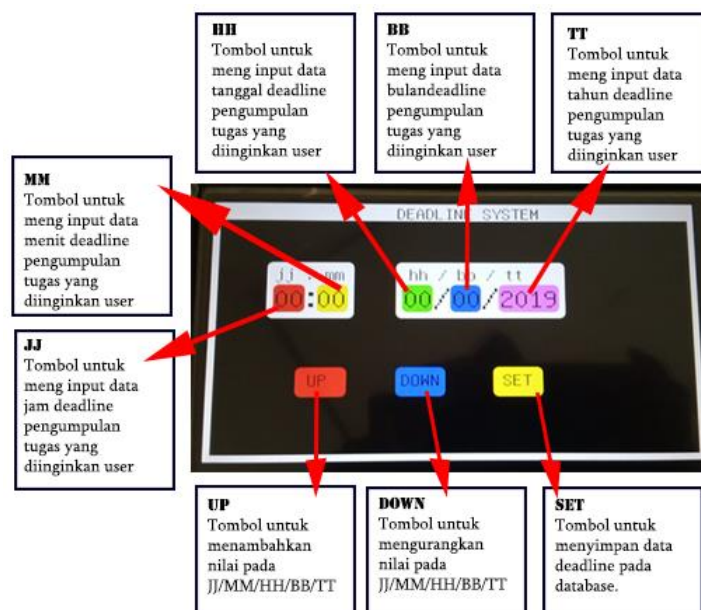 HH
Tombol untuk
meng input data
tanggal deadline
pengumpulan
tugas yang
diinginkan user
BB
Tombol untuk
meng input data
bulandeadline
pengumpulan
tugas yang
diinginkan user
TT
Tombol untuk
meng input data
tahun deadline
pengumpulan
tugas yang
diinginkan user
MM
Tombol untuk
meng input data
menit deadline
pengumpulan
tugas yang
diinginkan user
JJ
Tombol untuk
meng input data
jam deadline
pengumpulan
tugas yang
diinginkan user
DEADLINE SYSTEM
jj : mm
hh / bb / tt
00:00
00/00/2019
UP
DOWN
SET
UP
Tombol untuk
menambahkan
nilai pada
JJ/MM/HH/BB/TT
DOWN
Tombol untuk
mengurangkan
nilai pada
JJ/MM/HH/BB/TT
SET
Tombol untuk
menyimpan data
deadline pada
database.